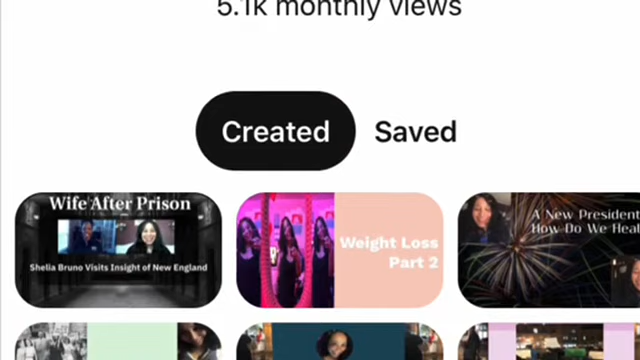 5.1k monthly views
Created
Saved
Wife After Prison
Shelia Bruno Visits Insight of New England
Weight Loss
Part 2
A New President
How Do We Heal